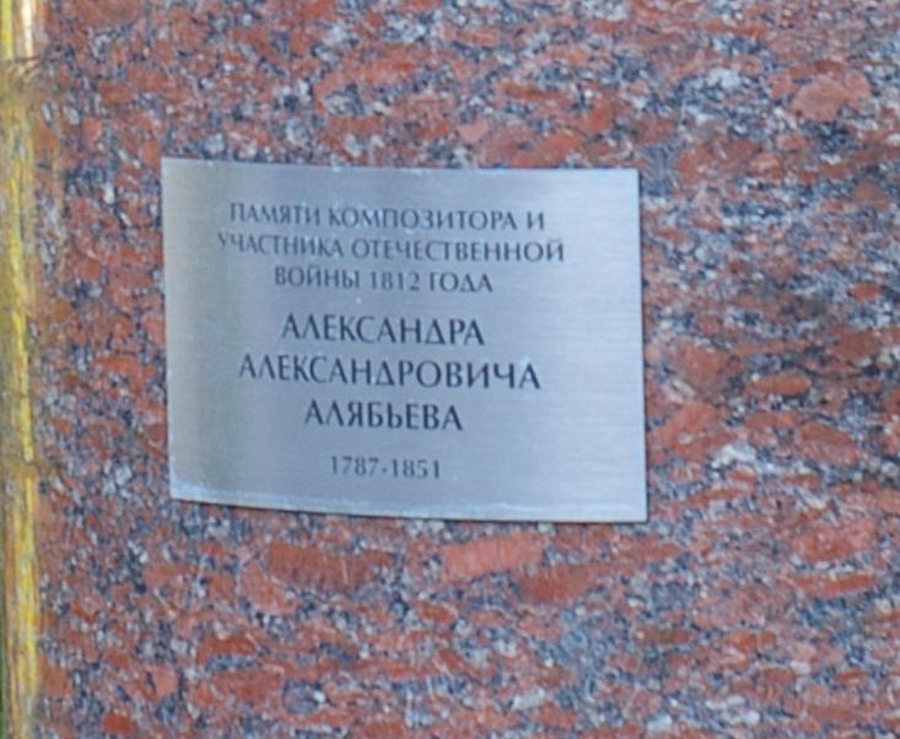 ПАМЯТИ КОМПОЗИТОРА И
УЧАСТНИКА ОТЕЧЕСТВЕННОЙ
ВОЙНЫ 1812 ГОДА
АЛЕКСАНДРА
АЛЕКСАНДРОВИЧА
АЛЯБЬЕВА
1787-1851